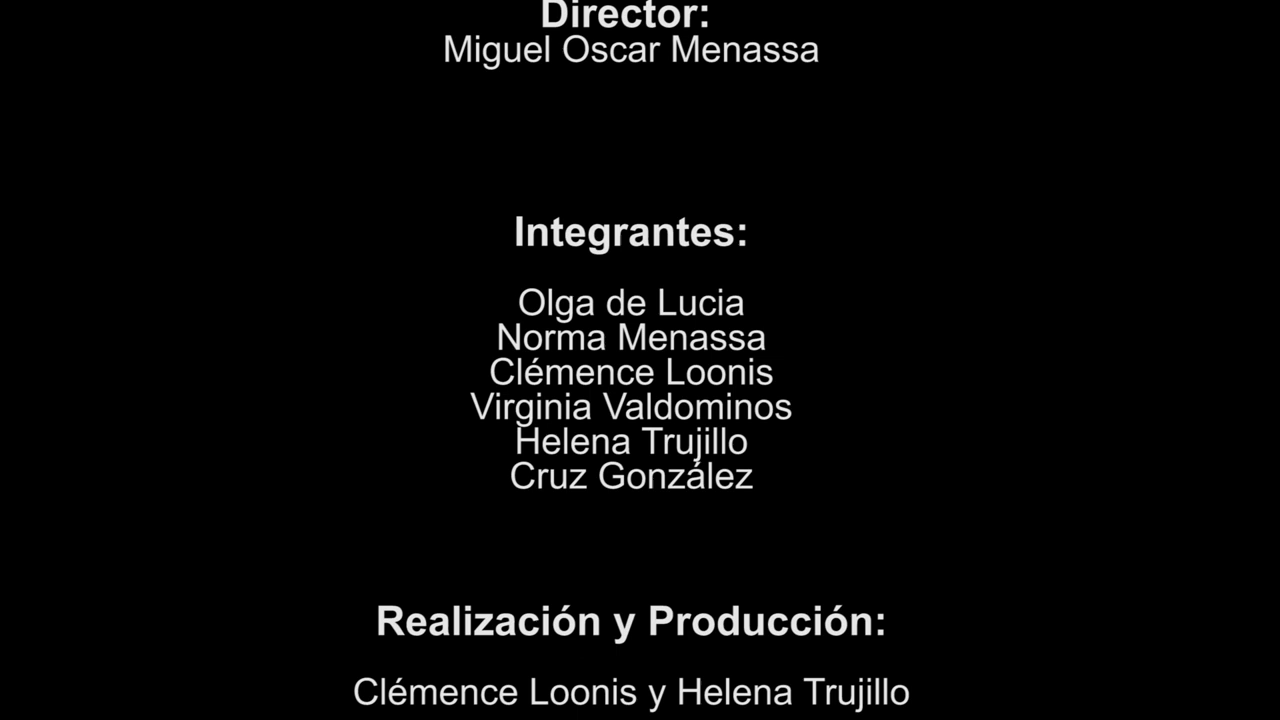 Director:
Miguel Oscar Menassa
Integrantes:
Olga de Lucia
Norma Menassa
Clémence Loonis
Virginia Valdominos
Helena Trujillo
Cruz González
Realización y Producción:
Clémence Loonis y Helena Trujillo